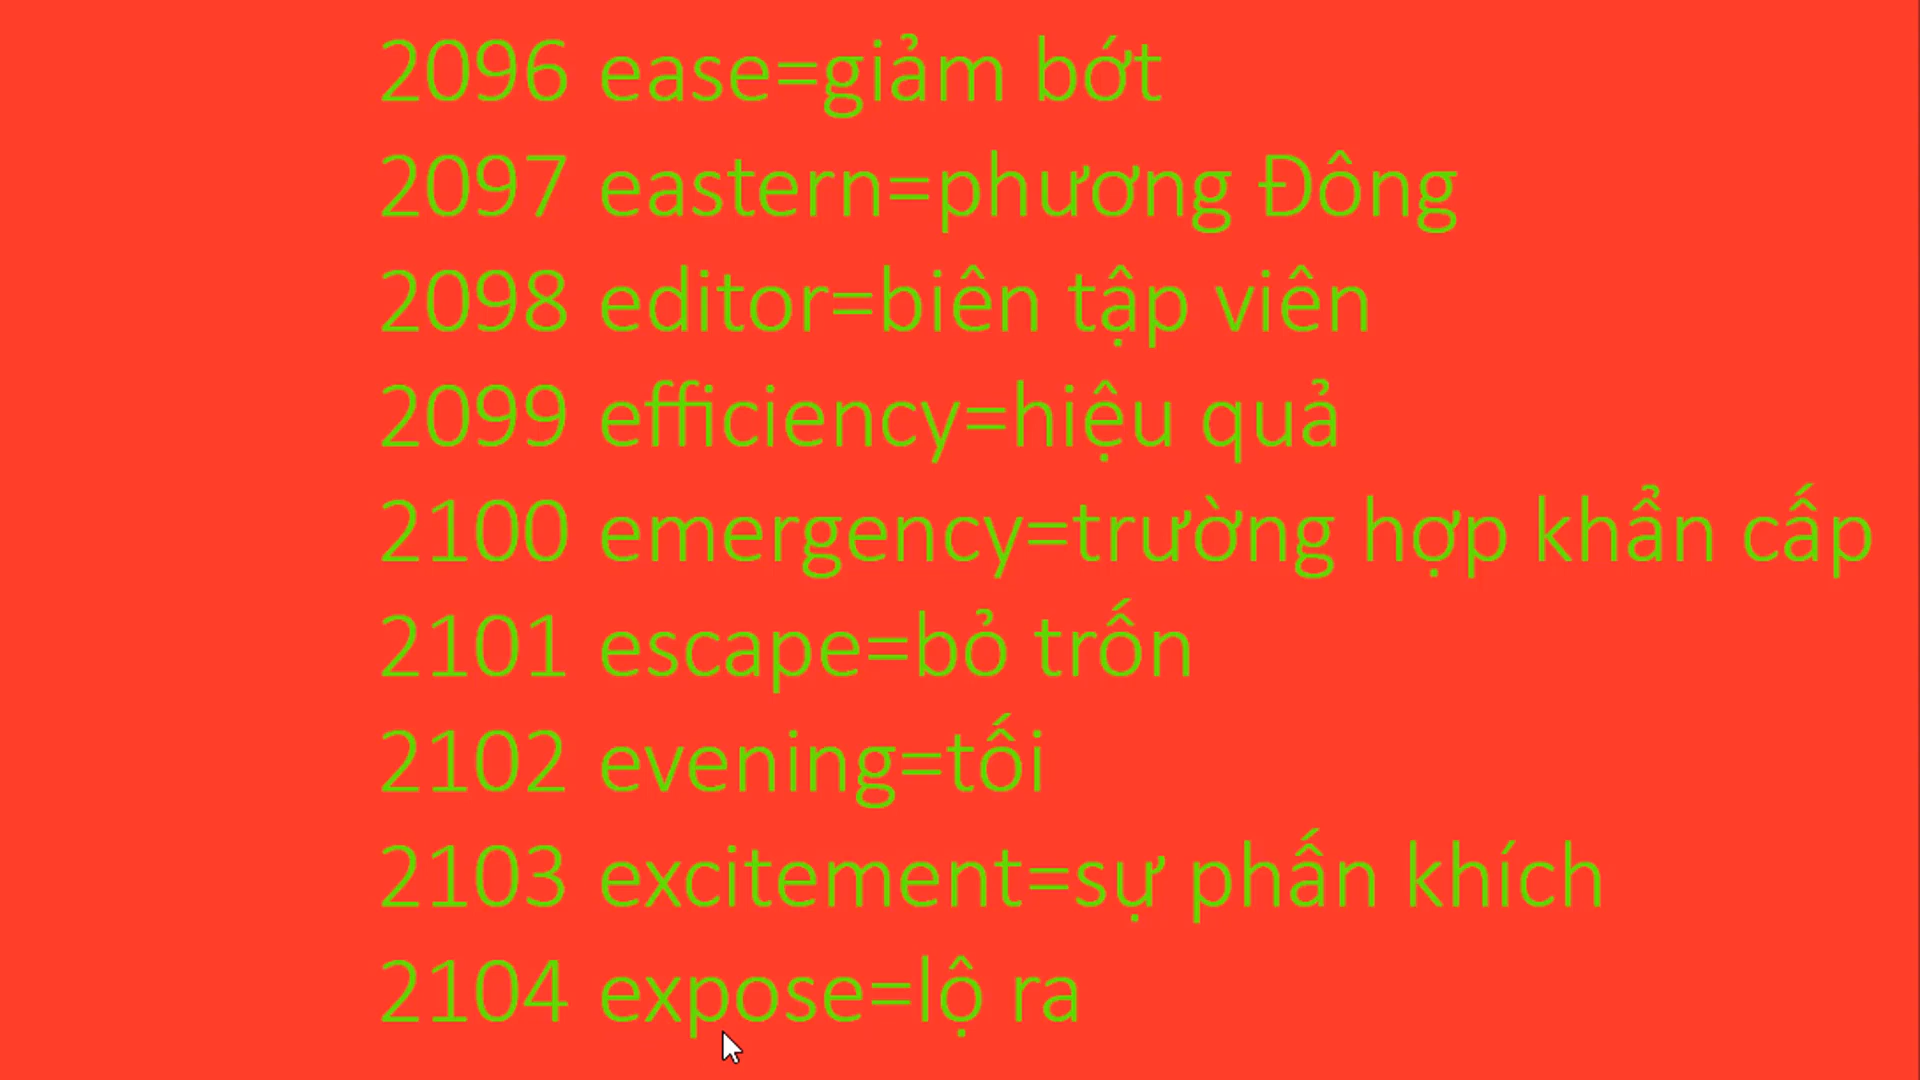 2096 ease=giảm bớt
2097 eastern=phương Đông
2098 editor=biên tập viên
2099 efficiency=hiệu quả
2100 emergency=trường hợp khẩn cấp
2101 escape=bỏ trốn
2102 evening=tối
2103 excitement=sự phấn khích
2104 expose=lộ ra